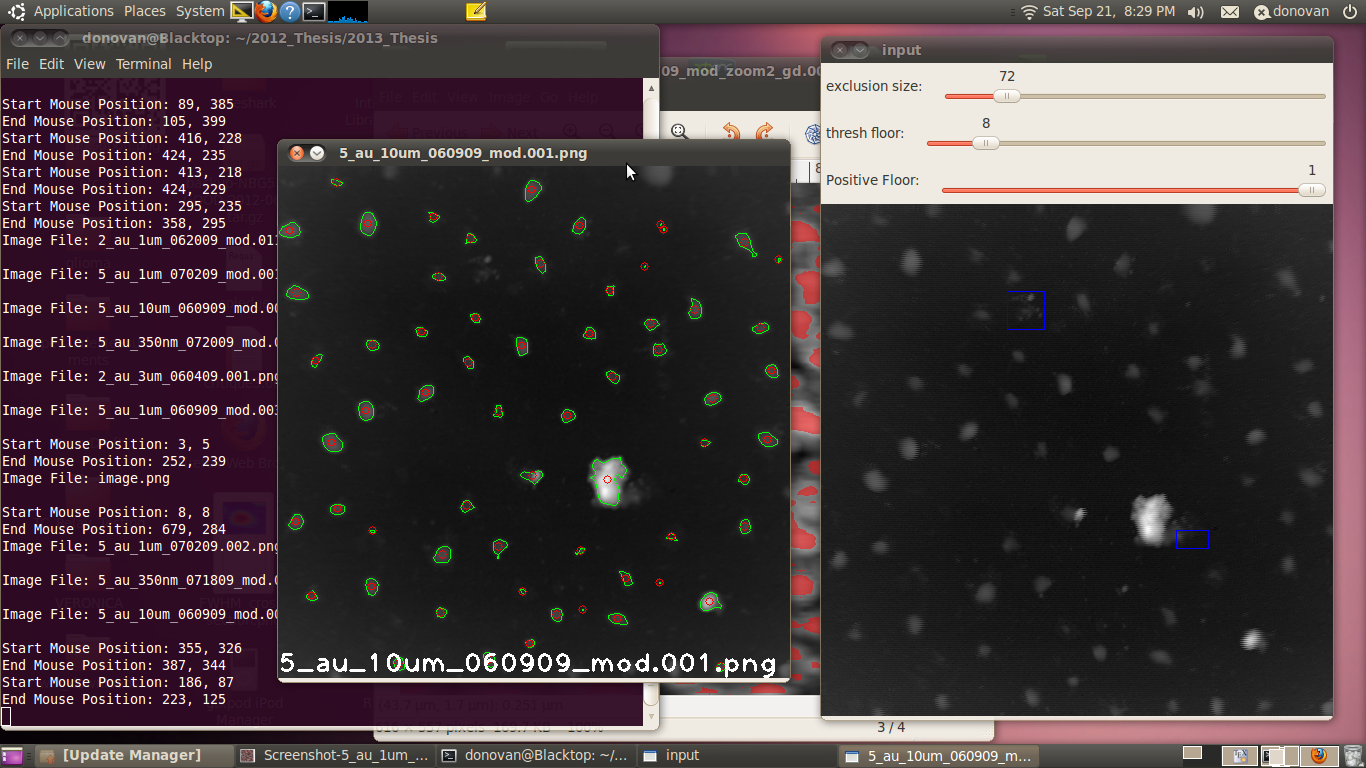 Applications Places System
Sat Sep 21, 8:29 PM donovan
donovan@Blacktop: ~/2012_Thesis/2013_Thesis
File Edit View Terminal Help
Start Mouse Position: 89, 385
End Mouse Position: 105, 399
Start Mouse Position: 416, 228
End Mouse Position: 424, 235
Start Mouse Position: 413, 218
End Mouse Position: 424, 229
Start Mouse Position: 295, 235
End Mouse Position: 358, 295
Image File: 2_au_1um_062009_mod.011
Image File: 5_au_1um_070209_mod.001
Image File: 5_au_10um_060909_mod.00
Image File: 5_au_350nm_072009_mod.0
Image File: 2_au_3um_060409.001.png
Image File: 5_au_1um_060909_mod.003
Start Mouse Position: 3, 5
End Mouse Position: 252, 239
Image File: image.png
Start Mouse Position: 8, 8
End Mouse Position: 679, 284
Image File: 5_au_1um_070209.002.png
Image File: 5_au_350nm_071809_mod.0
Image File: 5_au_10um_060909_mod.00
Start Mouse Position: 355, 326
End Mouse Position: 387, 344
Start Mouse Position: 186, 87
End Mouse Position: 223, 125
09_mod_zoom2_gd.00
5_au_10um_060909_mod.001.png
5_au_10um_060909_mod.001.png
input
exclusion size: 72
thresh floor: 8
Positive Floor: 1
3 / 4
[Update Manager]
Screenshot-5_au_1um_...
donovan@Blacktop: ~/...
input
5_au_10um_060909_m...